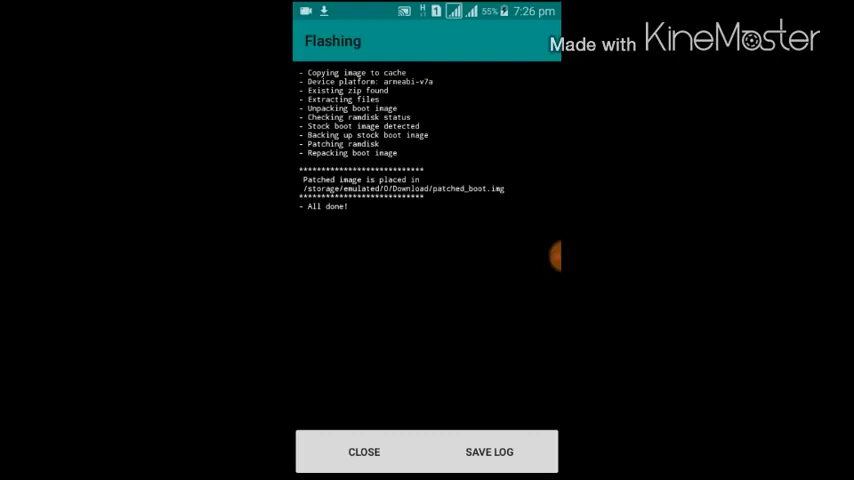 H
1
55%
7:26 pm
Flashing
Made with KineMaster
- Copying image to cache
- Device platform: armeabi-v7a
- Existing zip found
- Extracting files
- Unpacking boot image
- Checking ramdisk status
- Stock boot image detected
- Backing up stock boot image
- Patching ramdisk
- Repacking boot image
****************************
Patched image is placed in
/storage/emulated/0/Download/patched_boot.img
****************************
- All done!
CLOSE
SAVE LOG